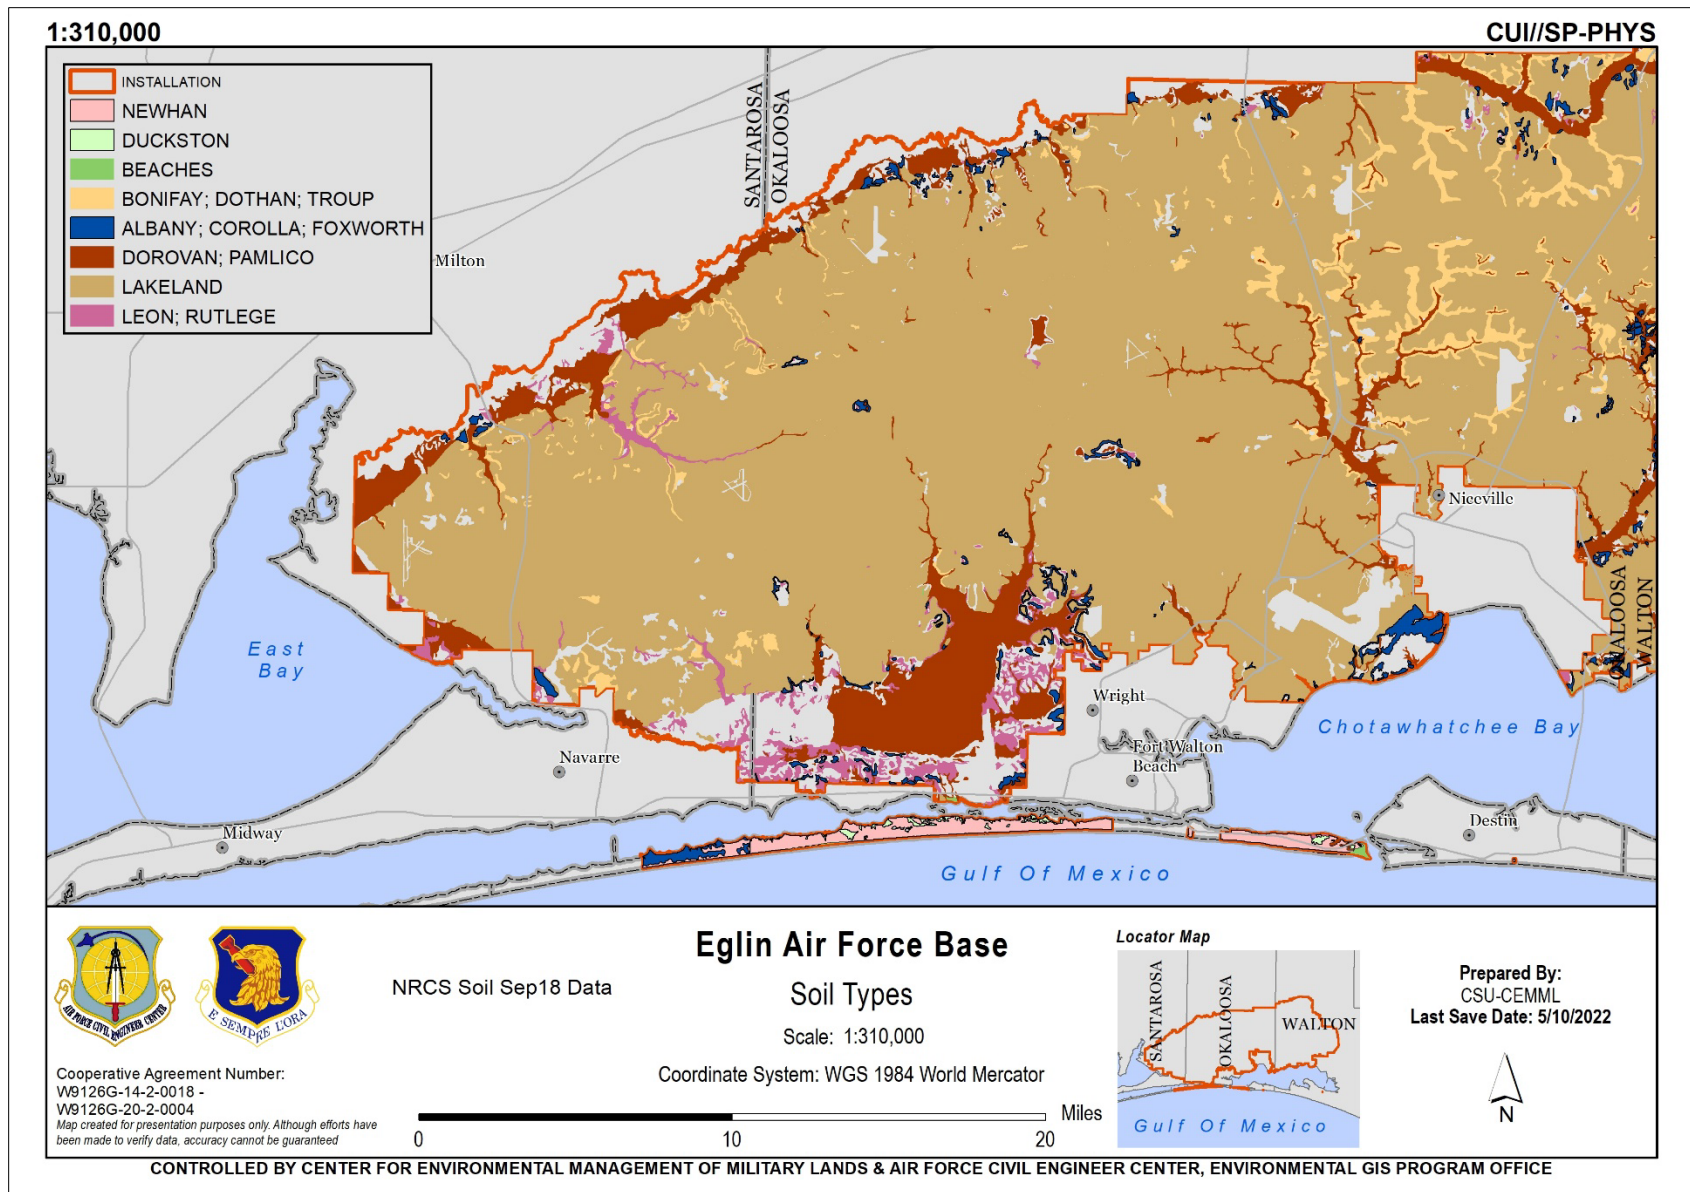 1:310,000
CUI//SP-PHYS
INSTALLATION
NEWHAN
DUCKSTON
BEACHES
BONIFAY; DOTHAN; TROUP
ALBANY; COROLLA; FOXWORTH
DOROVAN; PAMLICO
LAKELAND
LEON; RUTLEGE
SANTAROSA
OKALOOSA
Milton
Niceville
OKALOOSA
WALTON
East
Bay
Wright
Chotawhatchee Bay
Fort Walton
Beach
Navarre
Midway
Destin
Gulf Of Mexico
AIR FORCE CIVIL ENGINEER CENTER
E SEMPRE L'ORA
NRCS Soil Sep18 Data
Eglin Air Force Base
Soil Types
Scale: 1:310,000
Coordinate System: WGS 1984 World Mercator
Cooperative Agreement Number:
W9126G-14-2-0018 -
W9126G-20-2-0004
Map created for presentation purposes only. Although efforts have
been made to verify data, accuracy cannot be guaranteed
Miles
0 10 20
Locator Map
SANTAROSA
OKALOOSA
WALTON
Gulf Of Mexico
Prepared By:
CSU-CEMML
Last Save Date: 5/10/2022
N
CONTROLLED BY CENTER FOR ENVIRONMENTAL MANAGEMENT OF MILITARY LANDS & AIR FORCE CIVIL ENGINEER CENTER, ENVIRONMENTAL GIS PROGRAM OFFICE